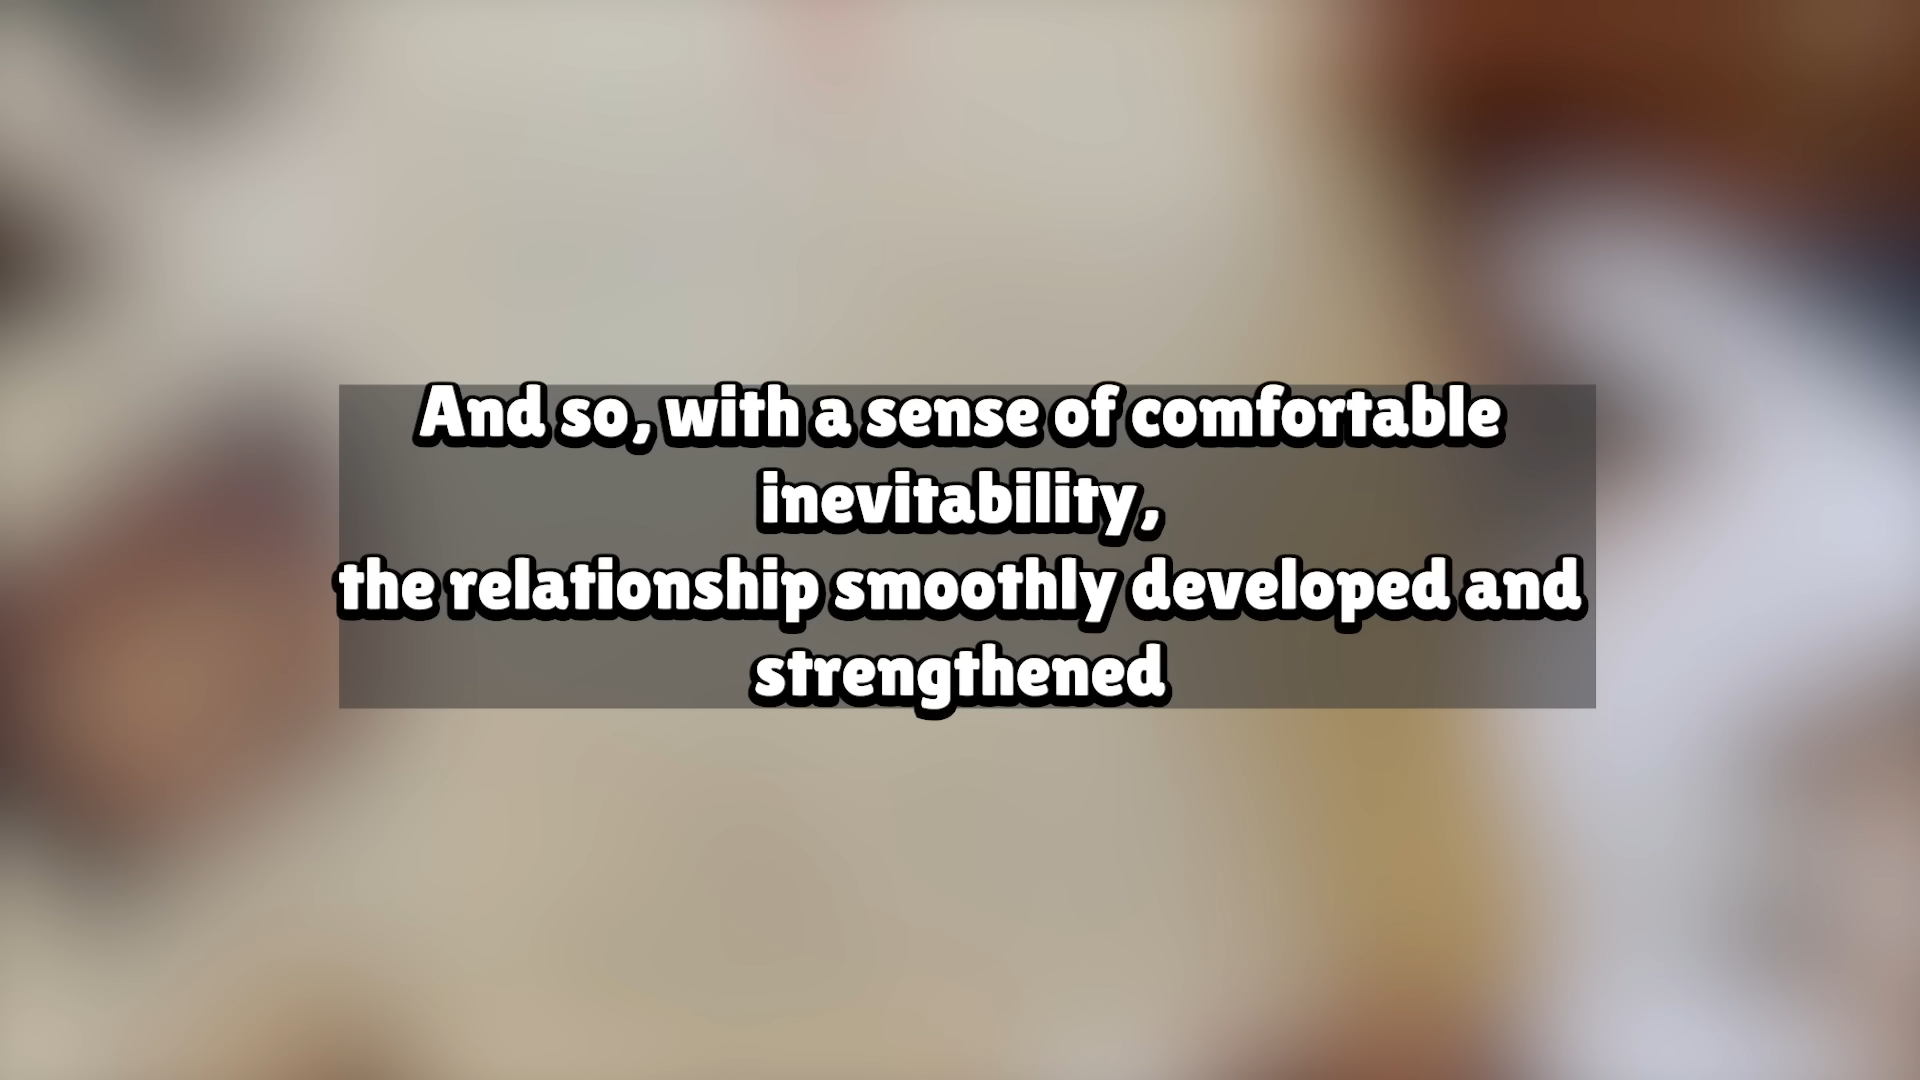 And so, with a sense of comfortable
inevitability,
the relationship smoothly developed and
strengthened